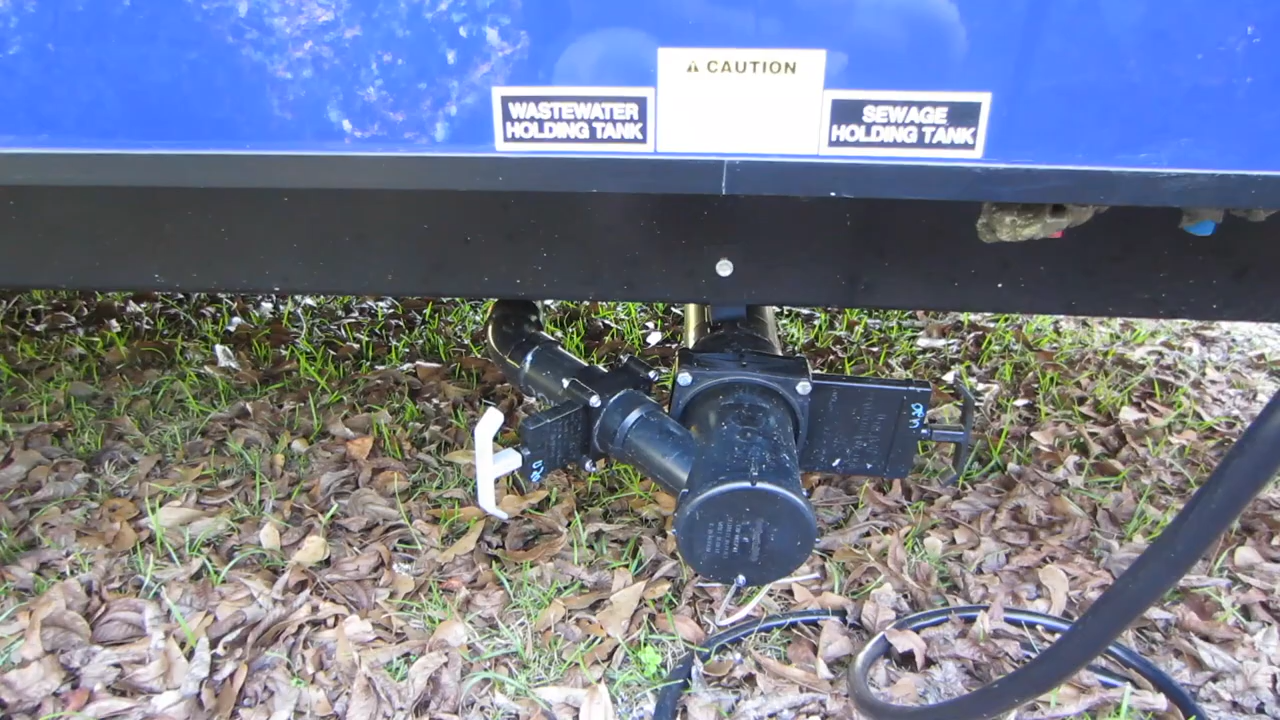 CAUTION
WASTEWATER
HOLDING TANK
SEWAGE
HOLDING TANK